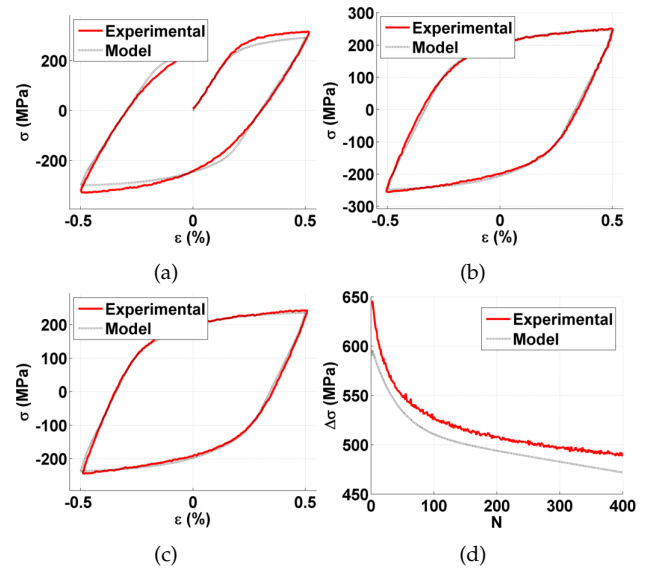 Experimental
Model
200
0
-200
σ (MPa)
-0.5
0
0.5
ε (%)
(a)
Experimental
Model
300
200
100
0
-100
-200
-300
σ (MPa)
-0.5
0
0.5
ε (%)
(b)
Experimental
Model
200
100
0
-100
-200
σ (MPa)
-0.5
0
0.5
ε (%)
(c)
Experimental
Model
650
600
550
500
450
Δσ (MPa)
0
100
200
300
400
N
(d)